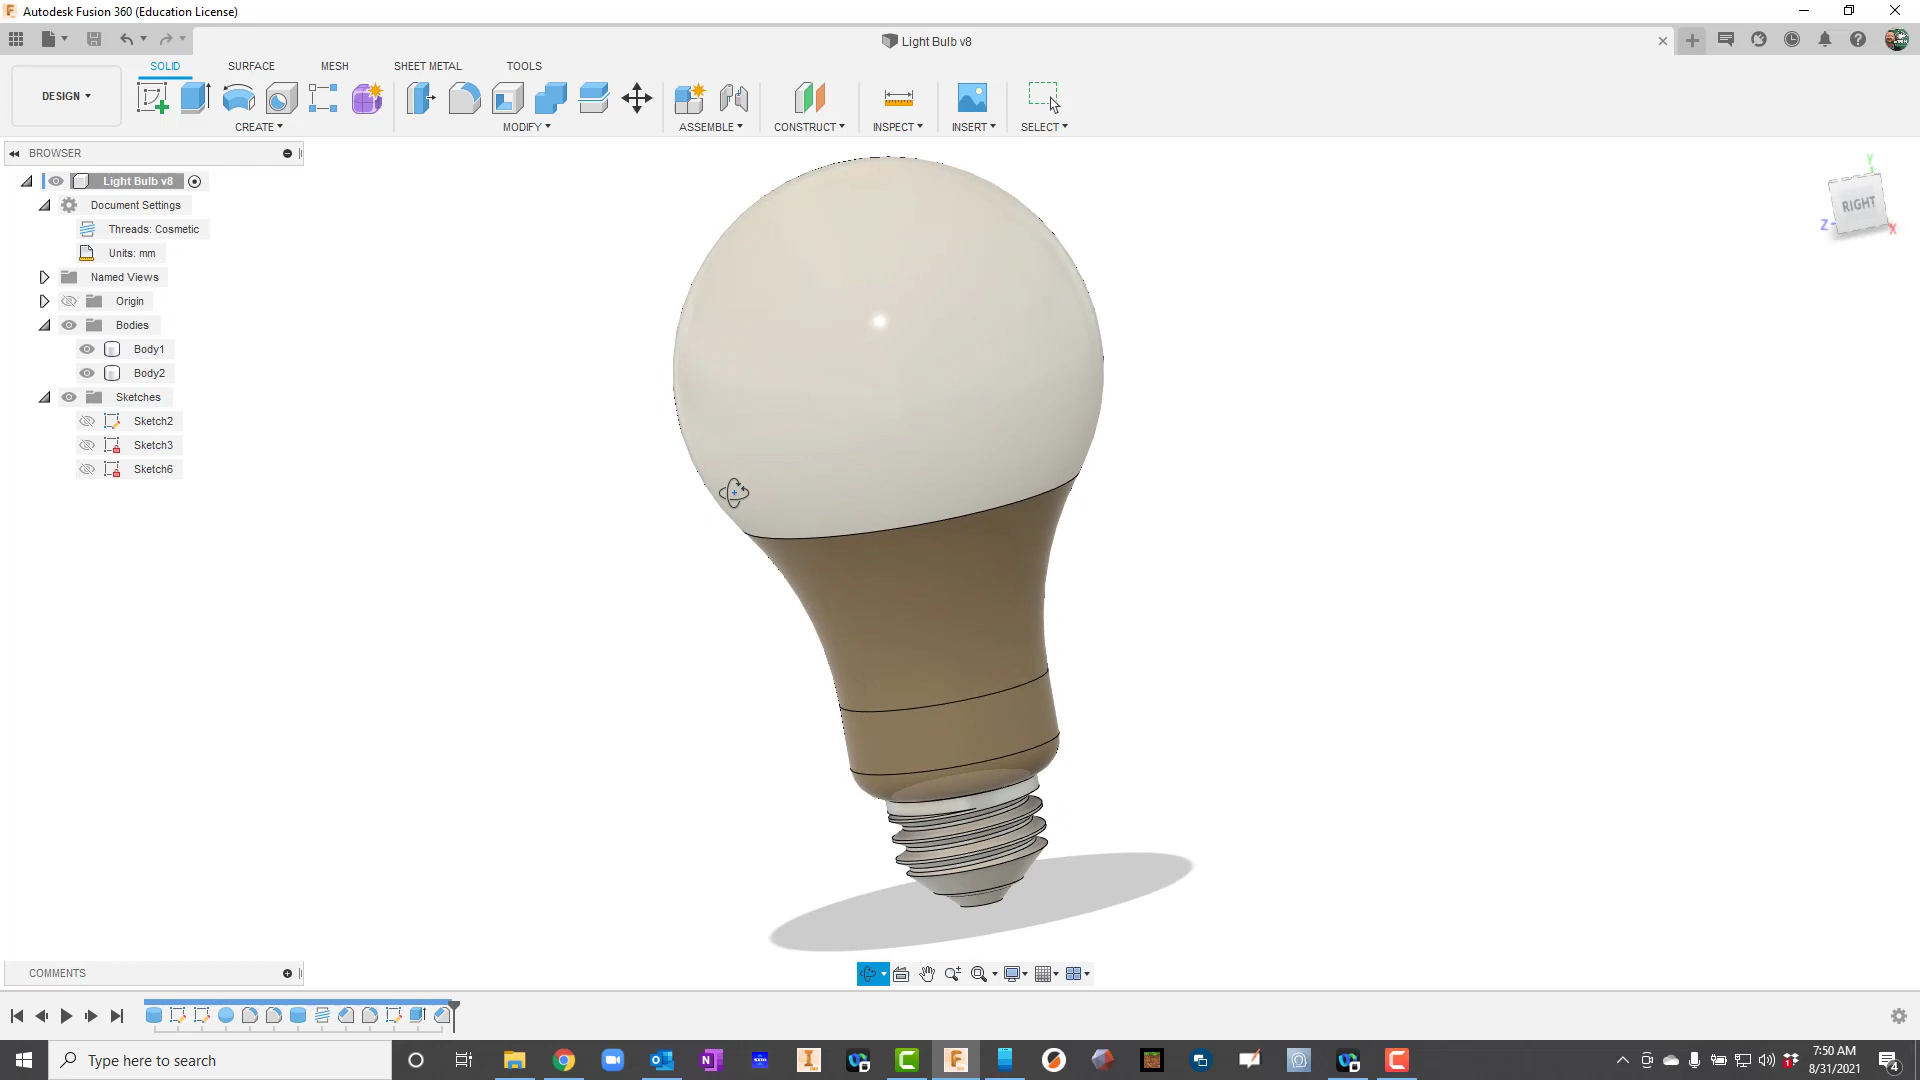 Autodesk Fusion 360 (Education License)
Light Bulb v8
SOLID SURFACE MESH SHEET METAL TOOLS
DESIGN
CREATE MODIFY ASSEMBLE CONSTRUCT INSPECT INSERT SELECT
BROWSER
Light Bulb v8
Document Settings
Threads: Cosmetic
Units: mm
Named Views
Origin
Bodies
Body1
Body2
Sketches
Sketch2
Sketch3
Sketch6
Y
RIGHT
Z
X
COMMENTS
Type here to search
7:50 AM
8/31/2021
4